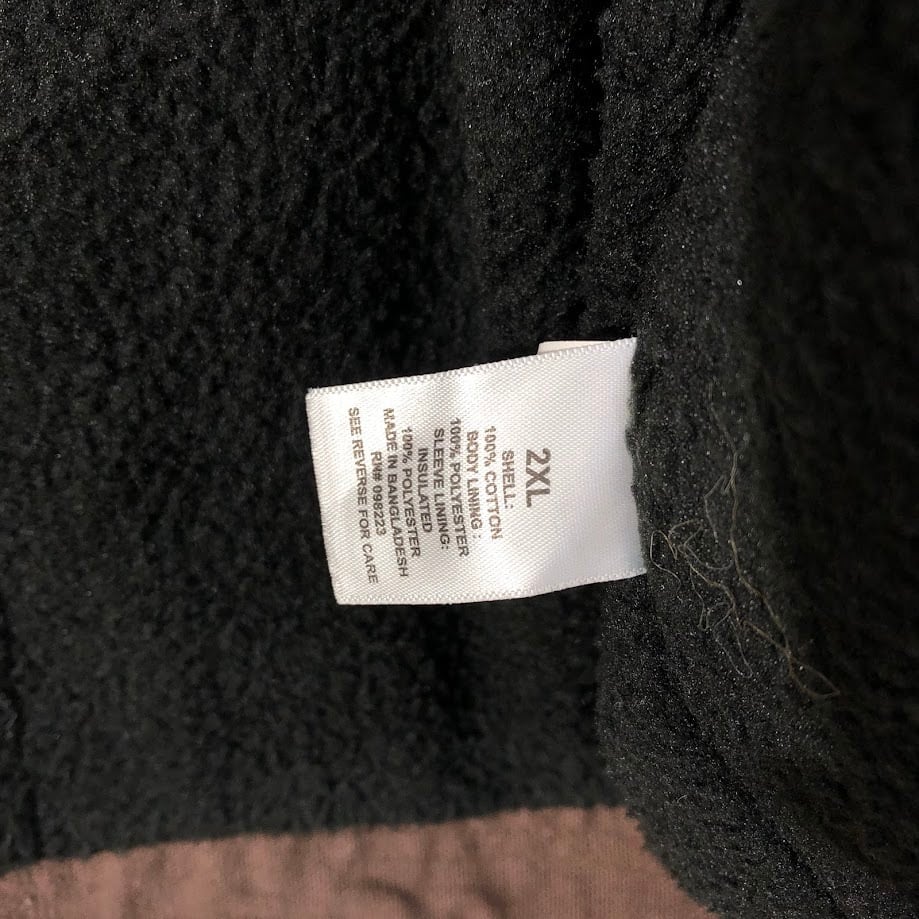 2XL
SHELL:
100% COTTON
BODY LINING :
100% POLYESTER
SLEEVE LINING:
INSULATED
100% POLYESTER
MADE IN BANGLADESH
RN# 098223
SEE REVERSE FOR CARE